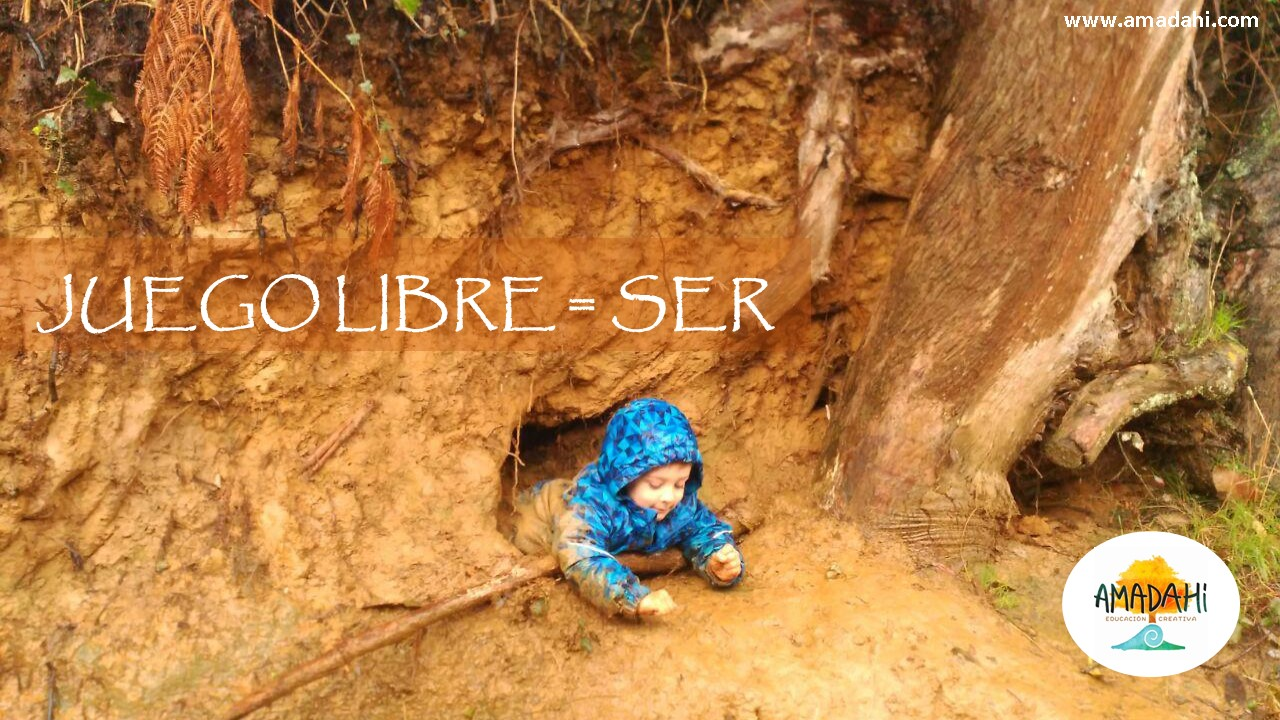 www.amadahi.com
JUEGO LIBRE = SER
AMADAHi
EDUCACIÓN CREATIVA